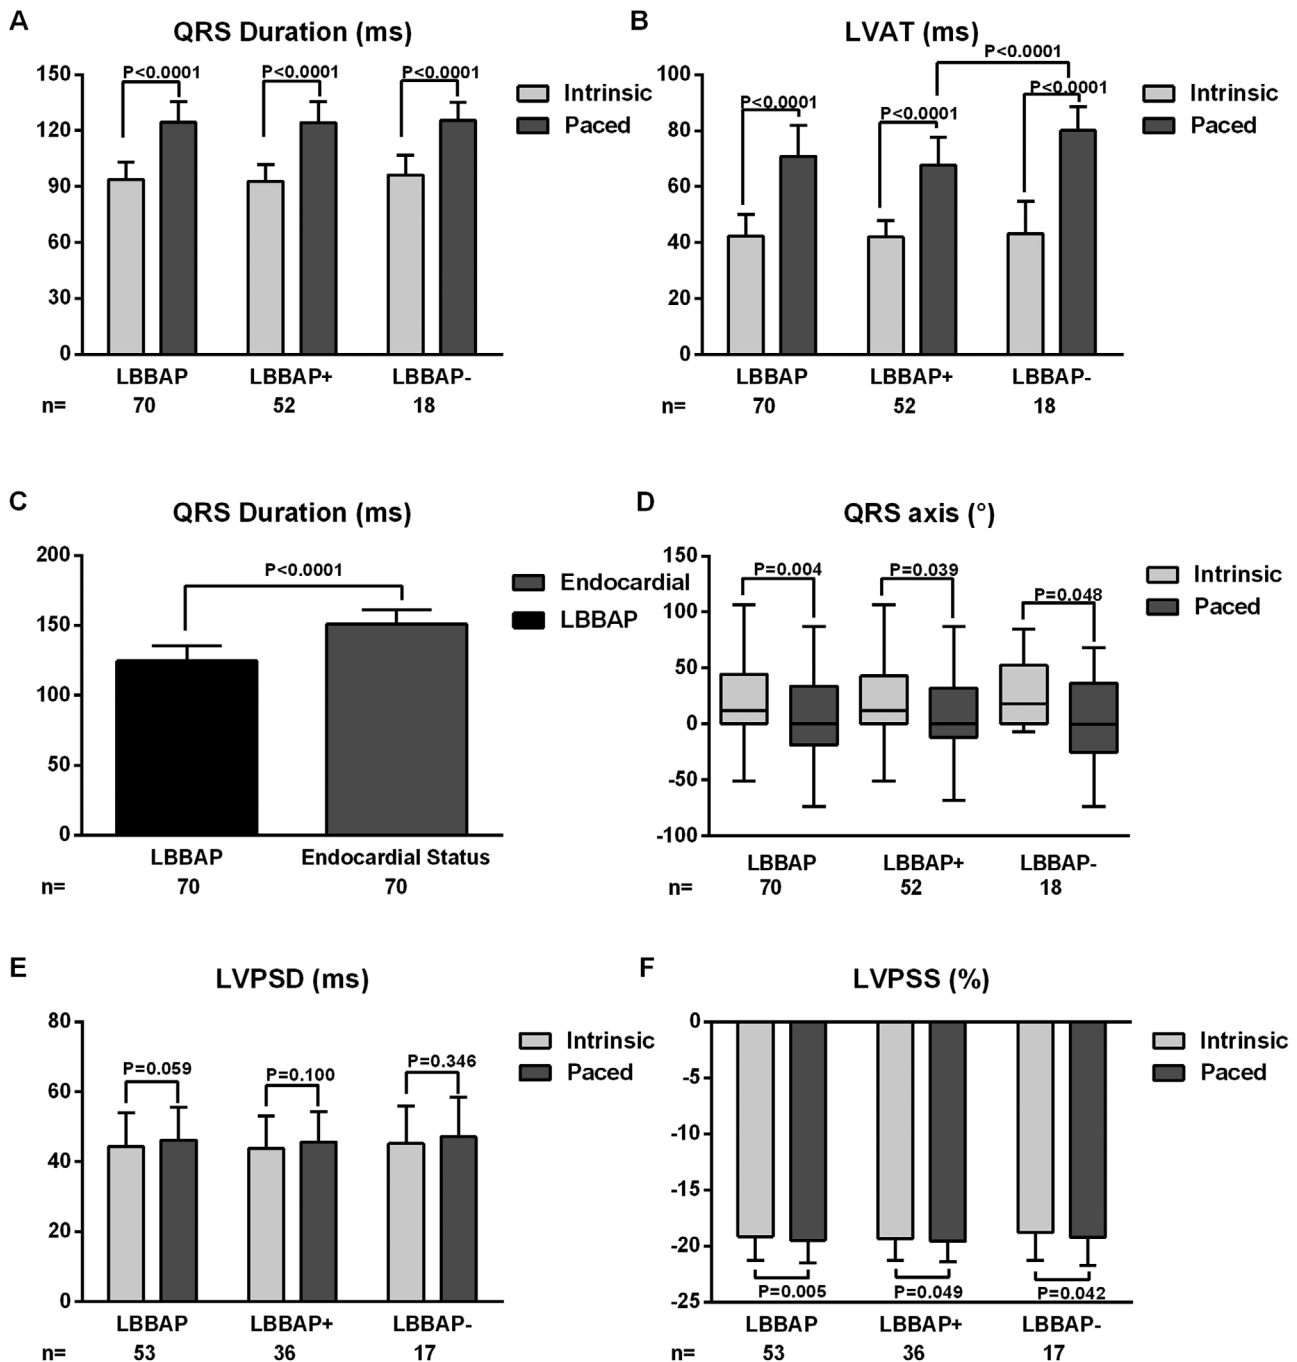 A
QRS Duration (ms)
150
120
90
60
30
0
P<0.0001
P<0.0001
P<0.0001
Intrinsic
Paced
LBBAP
LBBAP+
LBBAP-
n=
70
52
18
B
LVAT (ms)
100
80
60
40
20
0
P<0.0001
P<0.0001
P<0.0001
P<0.0001
Intrinsic
Paced
LBBAP
LBBAP+
LBBAP-
n=
70
52
18
C
QRS Duration (ms)
200
150
100
50
0
P<0.0001
Endocardial
LBBAP
LBBAP
Endocardial Status
n=
70
70
D
QRS axis (°)
150
100
50
0
-50
-100
P=0.004
P=0.039
P=0.048
Intrinsic
Paced
LBBAP
LBBAP+
LBBAP-
n=
70
52
18
E
LVPSD (ms)
80
60
40
20
0
P=0.059
P=0.100
P=0.346
Intrinsic
Paced
LBBAP
LBBAP+
LBBAP-
n=
53
36
17
F
LVPSS (%)
0
-5
-10
-15
-20
-25
P=0.005
P=0.049
P=0.042
Intrinsic
Paced
LBBAP
LBBAP+
LBBAP-
n=
53
36
17